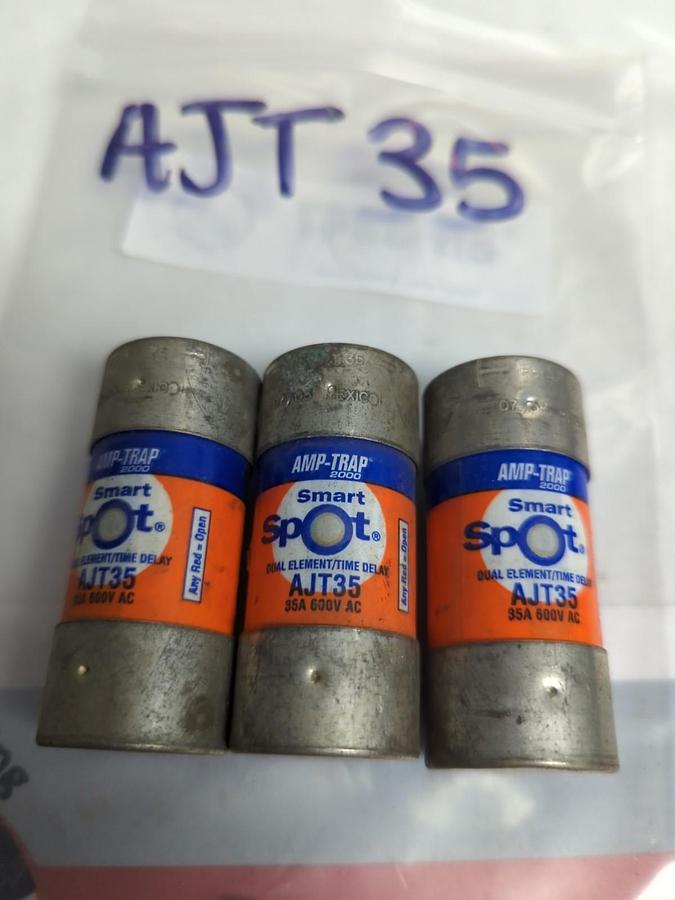 AJT 35
MEXICO
AMP-TRAP
2000
Smart
Spot
DUAL ELEMENT/TIME DELAY
AJT35
35A 600V AC
Any Red = Open
35
MEXICO
AMP-TRAP
2000
Smart
Spot®
DUAL ELEMENT/TIME DELAY
AJT35
35A 600V AC
Any Red = Open
AMP-TRAP
2000
Smart
Spot
DUAL ELEMENT/TIME DELAY
AJT35
35A 600V AC